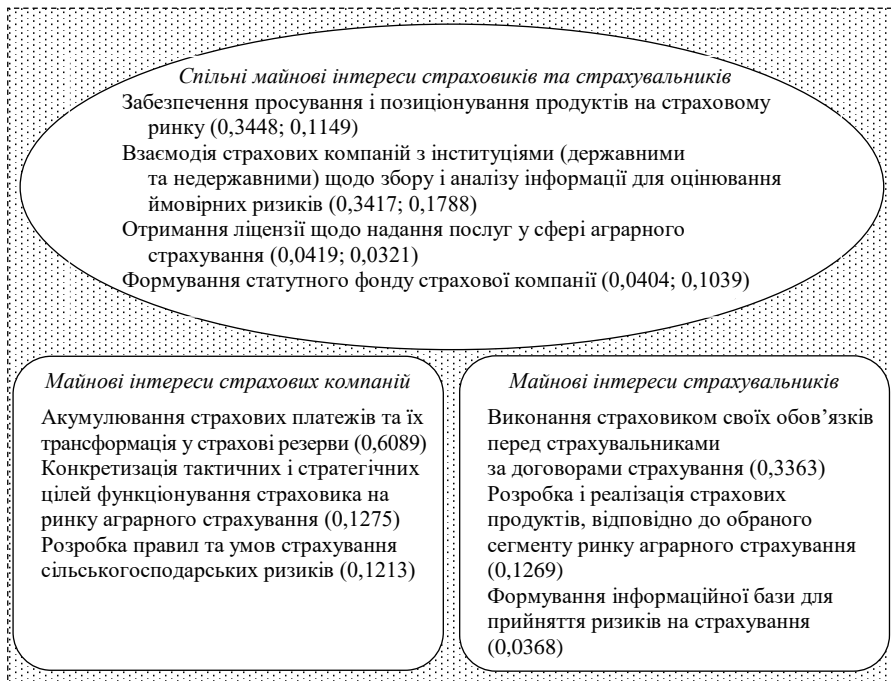 Спільні майнові інтереси страховиків та страхувальників
Забезпечення просування і позиціонування продуктів на страховому
ринку (0,3448; 0,1149)
Взаємодія страхових компаній з інституціями (державними
та недержавними) щодо збору і аналізу інформації для оцінювання
ймовірних ризиків (0,3417; 0,1788)
Отримання ліцензії щодо надання послуг у сфері аграрного
страхування (0,0419; 0,0321)
Формування статутного фонду страхової компанії (0,0404; 0,1039)
Майнові інтереси страхових компаній
Акумулювання страхових платежів та їх
трансформація у страхові резерви (0,6089)
Конкретизація тактичних і стратегічних
цілей функціонування страховика на
ринку аграрного страхування (0,1275)
Розробка правил та умов страхування
сільськогосподарських ризиків (0,1213)
Майнові інтереси страхувальників
Виконання страховиком своїх обов’язків
перед страхувальниками
за договорами страхування (0,3363)
Розробка і реалізація страхових
продуктів, відповідно до обраного
сегменту ринку аграрного страхування
(0,1269)
Формування інформаційної бази для
прийняття ризиків на страхування
(0,0368)